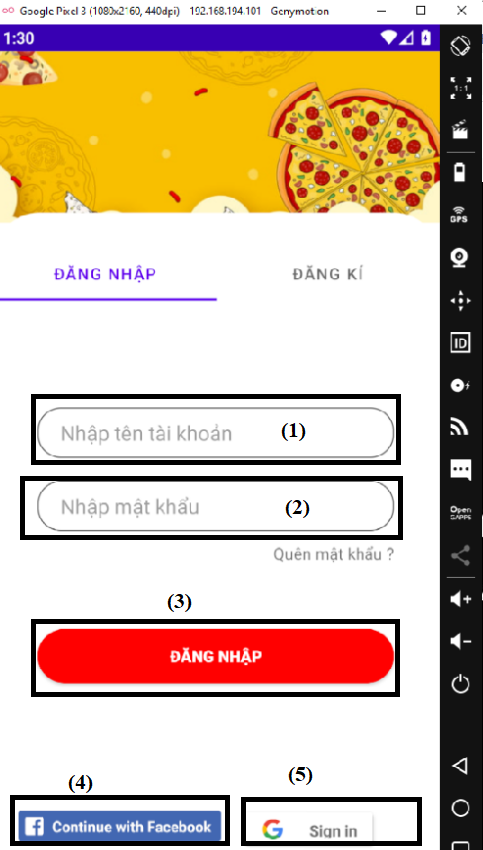 Google Pixel 3 (1080x2160, 440dpi) - 192.168.194.101 - Genymotion
1:30
1:1
GPS
ĐĂNG NHẬP ĐĂNG KÍ
ID
Nhập tên tài khoản (1)
Nhập mật khẩu (2)
Open
GAPPS
Quên mật khẩu ?
(3)
ĐĂNG NHẬP
(4) (5)
Continue with Facebook
G Sign in